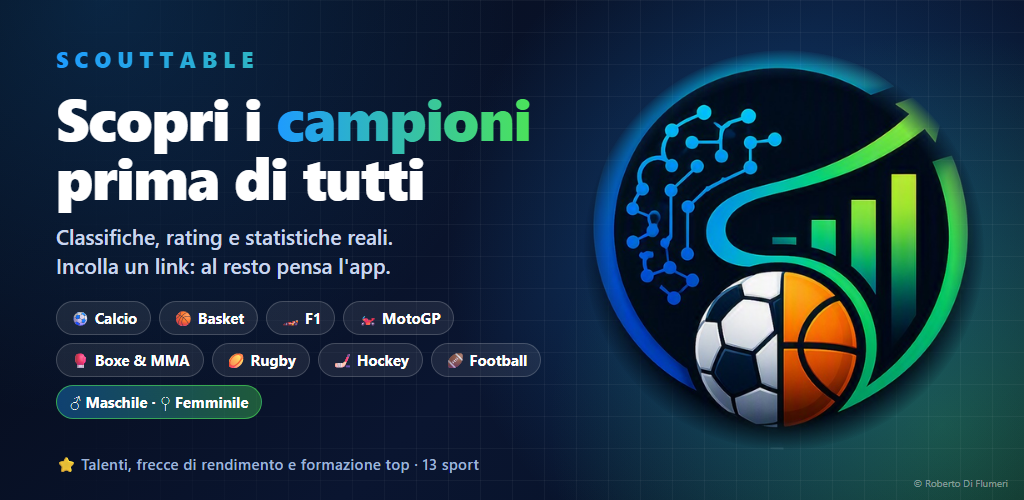 SCOUTTABLE
Scopri i campioni
prima di tutti
Classifiche, rating e statistiche reali.
Incolla un link: al resto pensa l'app.
Calcio Basket F1 MotoGP
Boxe & MMA Rugby Hockey Football
♂ Maschile · ♀ Femminile
Talenti, frecce di rendimento e formazione top · 13 sport
© Roberto Di Flumeri